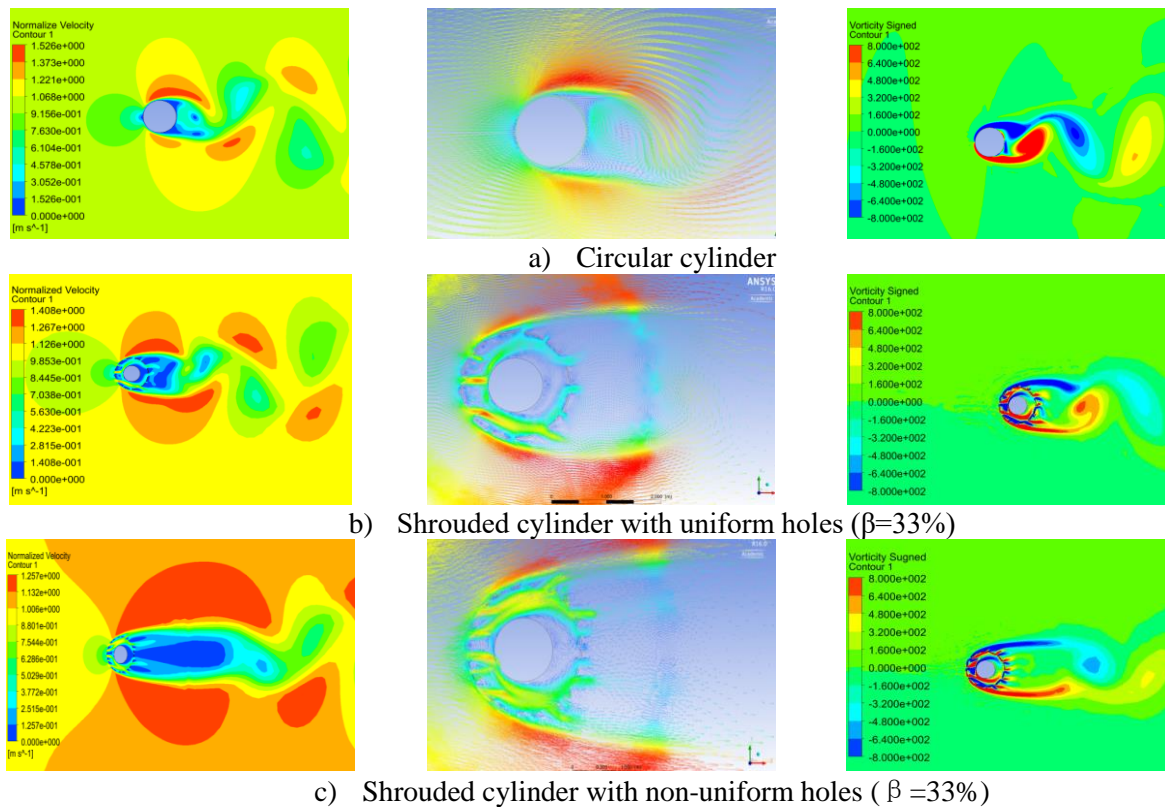 Normalize Velocity
Contour 1
1.526e+000
1.373e+000
1.221e+000
1.068e+000
9.156e-001
7.630e-001
6.104e-001
4.578e-001
3.052e-001
1.526e-001
0.000e+000
[m s^-1]
Vorticity Signed
Contour 1
8.000e+002
6.400e+002
4.800e+002
3.200e+002
1.600e+002
0.000e+000
-1.600e+002
-3.200e+002
-4.800e+002
-6.400e+002
-8.000e+002
a) Circular cylinder
Normalized Velocity
Contour 1
1.408e+000
1.267e+000
1.126e+000
9.853e-001
8.445e-001
7.038e-001
5.630e-001
4.223e-001
2.815e-001
1.408e-001
0.000e+000
[m s^-1]
ANSYS
R16.0
Academic
Vorticity Signed
Contour 1
8.000e+002
6.400e+002
4.800e+002
3.200e+002
1.600e+002
0.000e+000
-1.600e+002
-3.200e+002
-4.800e+002
-6.400e+002
-8.000e+002
b) Shrouded cylinder with uniform holes (β=33%)
Normalized Velocity
Contour 1
1.257e+000
1.132e+000
1.006e+000
8.801e-001
7.544e-001
6.286e-001
5.029e-001
3.772e-001
2.515e-001
1.257e-001
0.000e+000
[m s^-1]
R16.0
Academic
Vorticity Sugned
Contour 1
8.000e+002
6.400e+002
4.800e+002
3.200e+002
1.600e+002
0.000e+000
-1.600e+002
-3.200e+002
-4.800e+002
-6.400e+002
-8.000e+002
c) Shrouded cylinder with non-uniform holes (β=33%)